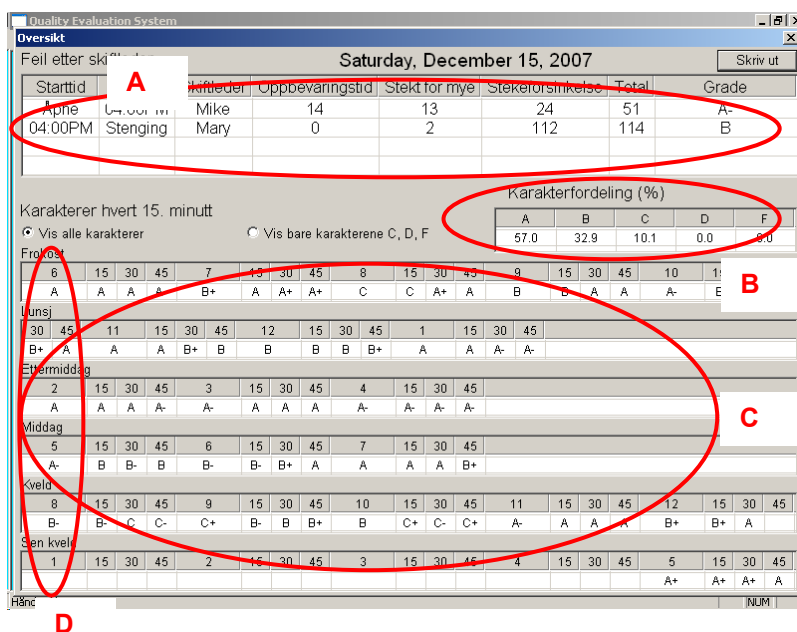 Quality Evaluation System
Oversikt
Feil etter Saturday, December 15, 2007 Skriv ut
A
Starttid Skiftleder Oppbevaringstid Stekt for mye Stekeforsinkelse Total Grade
Åpne 04:00PM Mike 14 13 24 51 A-
04:00PM Stenging Mary 0 2 112 114 B
Karakterfordeling (%)
Karakterer hvert 15. minutt
A B C D F
Vis alle karakterer Vis bare karakterene C, D, F
57.0 32.9 10.1 0.0 0.0
Frokost
6 15 30 45 7 15 30 45 8 15 30 45 9 15 30 45 10
A A A A B+ A A+ A+ C C A+ A B B A A A-
B
Lunsj
30 45 11 15 30 45 12 15 30 45 1 15 30 45
B+ A A A B+ B B B B B+ A A A- A-
Ettermiddag
2 15 30 45 3 15 30 45 4 15 30 45
A A A A- A- A A A A- A- A- A-
C
Middag
5 15 30 45 6 15 30 45 7 15 30 45
A- B B- B B- B- B+ A A A A B+
Kveld
8 15 30 45 9 15 30 45 10 15 30 45 11 15 30 45 12 15 30 45
B- B- C C- C+ B- B B+ B C+ C- C+ A- A A A B+ B+ A
Sen kveld
1 15 30 45 2 15 30 45 3 15 30 45 4 15 30 45 5 15 30 45
A+ A+ A+ A
NUM
D